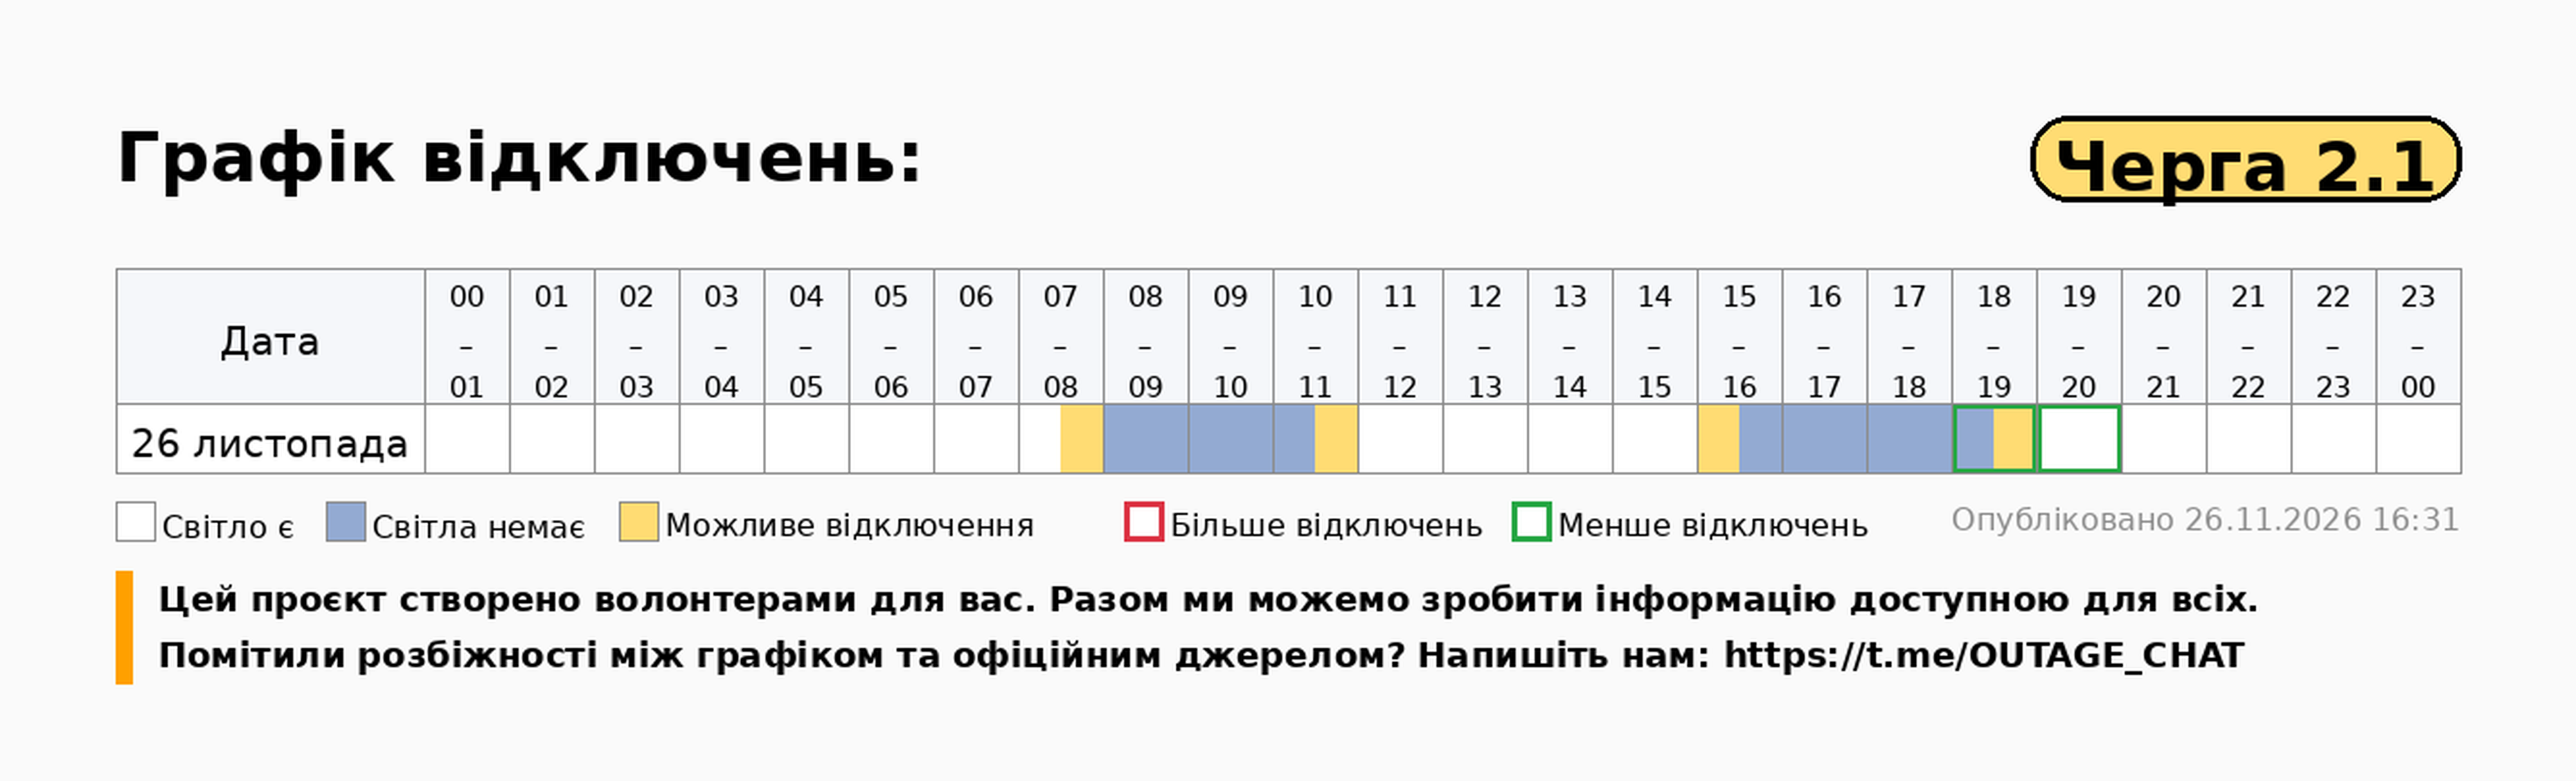 Графік відключень:
Черга 2.1
Дата
00 – 01
01 – 02
02 – 03
03 – 04
04 – 05
05 – 06
06 – 07
07 – 08
08 – 09
09 – 10
10 – 11
11 – 12
12 – 13
13 – 14
14 – 15
15 – 16
16 – 17
17 – 18
18 – 19
19 – 20
20 – 21
21 – 22
22 – 23
23 – 00
26 листопада
Світло є
Світла немає
Можливе відключення
Більше відключень
Менше відключень
Опубліковано 26.11.2026 16:31
Цей проєкт створено волонтерами для вас. Разом ми можемо зробити інформацію доступною для всіх.
Помітили розбіжності між графіком та офіційним джерелом? Напишіть нам: https://t.me/OUTAGE_CHAT